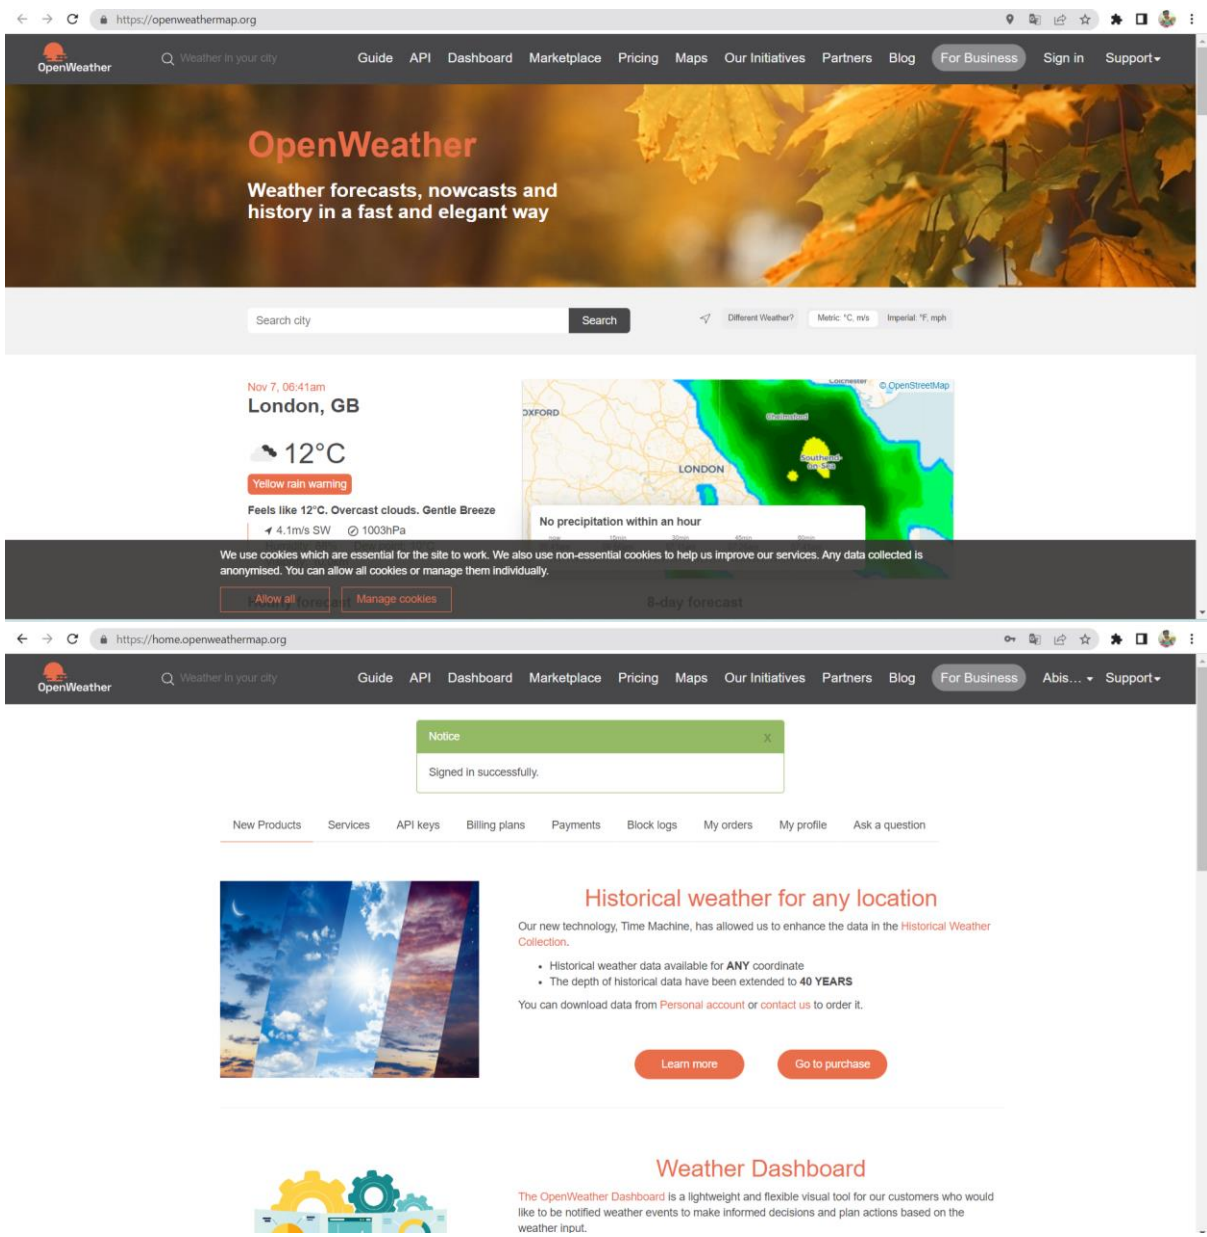 https://openweathermap.org
OpenWeather
Weather in your city
Guide API Dashboard Marketplace Pricing Maps Our Initiatives Partners Blog For Business Sign in Support
OpenWeather
Weather forecasts, nowcasts and
history in a fast and elegant way
Search city
Search
Different Weather?
Metric: °C, m/s
Imperial: °F, mph
Nov 7, 06:41am
London, GB
12°C
Yellow rain warning
Feels like 12°C. Overcast clouds. Gentle Breeze
4.1m/s SW 1003hPa
© OpenStreetMap
Colchester
OXFORD
Chelmsford
Southend-
on-Sea
LONDON
No precipitation within an hour
now 15min 30min 45min 60min
We use cookies which are essential for the site to work. We also use non-essential cookies to help us improve our services. Any data collected is
anonymised. You can allow all cookies or manage them individually.
Allow all
Manage cookies
Hourly forecast
8-day forecast
https://home.openweathermap.org
OpenWeather
Weather in your city
Guide API Dashboard Marketplace Pricing Maps Our Initiatives Partners Blog For Business Abis... Support
Notice x
Signed in successfully.
New Products Services API keys Billing plans Payments Block logs My orders My profile Ask a question
Historical weather for any location
Our new technology, Time Machine, has allowed us to enhance the data in the Historical Weather
Collection.
• Historical weather data available for ANY coordinate
• The depth of historical data have been extended to 40 YEARS
You can download data from Personal account or contact us to order it.
Learn more
Go to purchase
Weather Dashboard
The OpenWeather Dashboard is a lightweight and flexible visual tool for our customers who would
like to be notified weather events to make informed decisions and plan actions based on the
weather input.